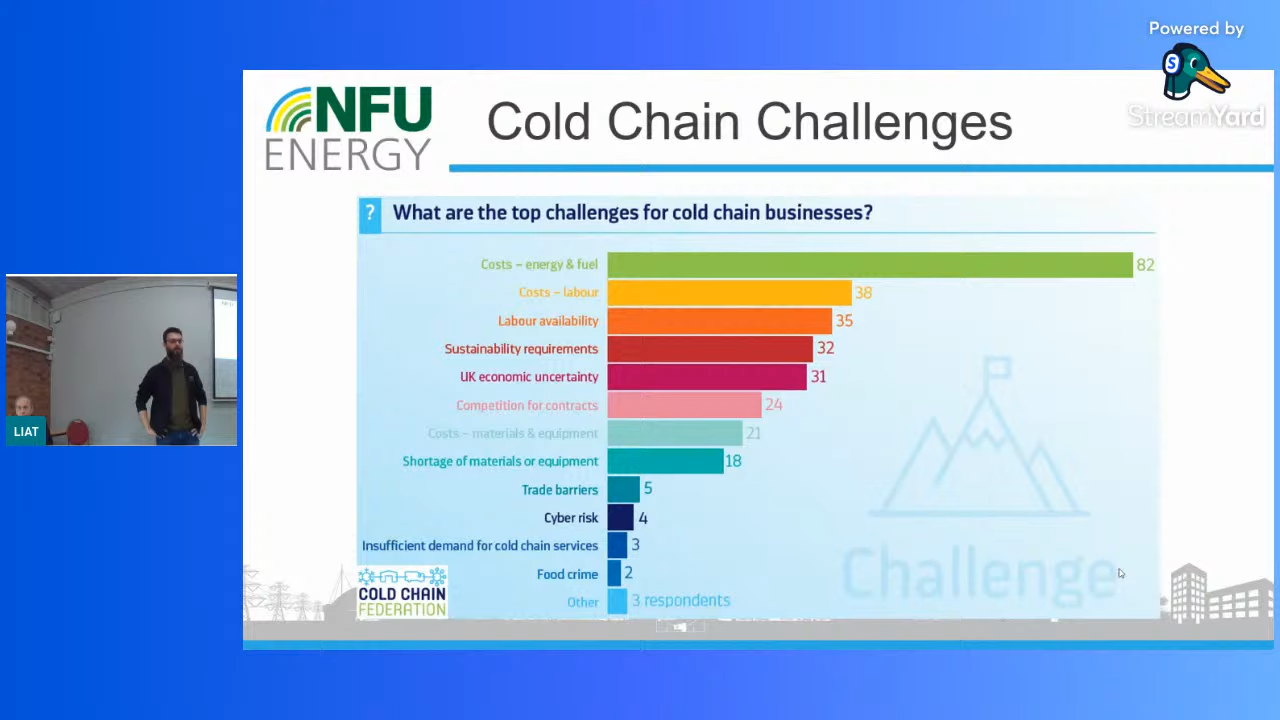 Powered by
StreamYard
NFU
ENERGY
Cold Chain Challenges
? What are the top challenges for cold chain businesses?
Costs – energy & fuel 82
Costs – labour 38
Labour availability 35
Sustainability requirements 32
UK economic uncertainty 31
Competition for contracts 24
Costs – materials & equipment 21
Shortage of materials or equipment 18
Trade barriers 5
Cyber risk 4
Insufficient demand for cold chain services 3
Food crime 2
Other 3 respondents
Challenge
COLD CHAIN
FEDERATION
LIAT